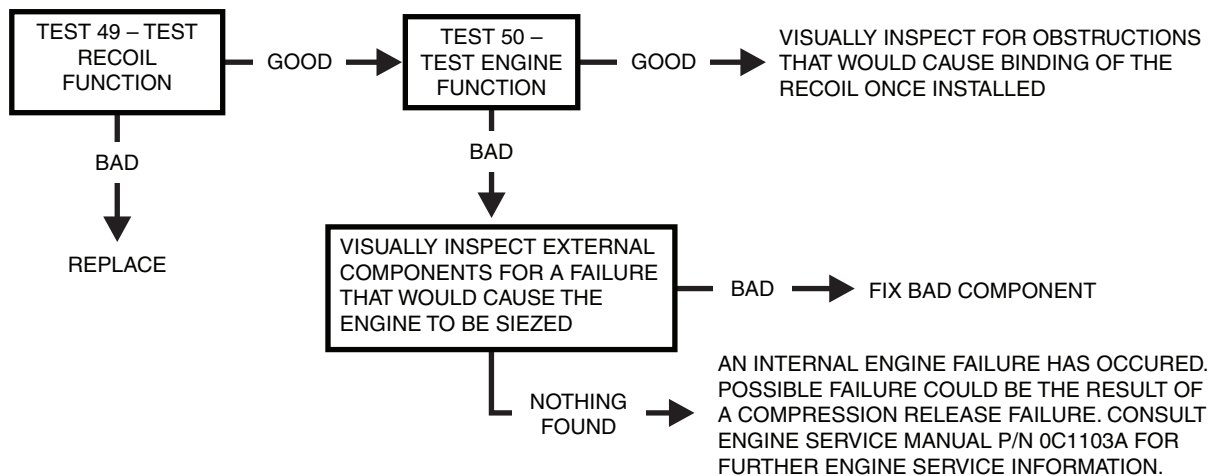 TEST 49 – TEST
RECOIL
FUNCTION
GOOD
TEST 50 –
TEST ENGINE
FUNCTION
GOOD
VISUALLY INSPECT FOR OBSTRUCTIONS
THAT WOULD CAUSE BINDING OF THE
RECOIL ONCE INSTALLED
BAD
REPLACE
BAD
VISUALLY INSPECT EXTERNAL
COMPONENTS FOR A FAILURE
THAT WOULD CAUSE THE
ENGINE TO BE SIEZED
BAD
FIX BAD COMPONENT
NOTHING
FOUND
AN INTERNAL ENGINE FAILURE HAS OCCURED.
POSSIBLE FAILURE COULD BE THE RESULT OF
A COMPRESSION RELEASE FAILURE. CONSULT
ENGINE SERVICE MANUAL P/N 0C1103A FOR
FURTHER ENGINE SERVICE INFORMATION.